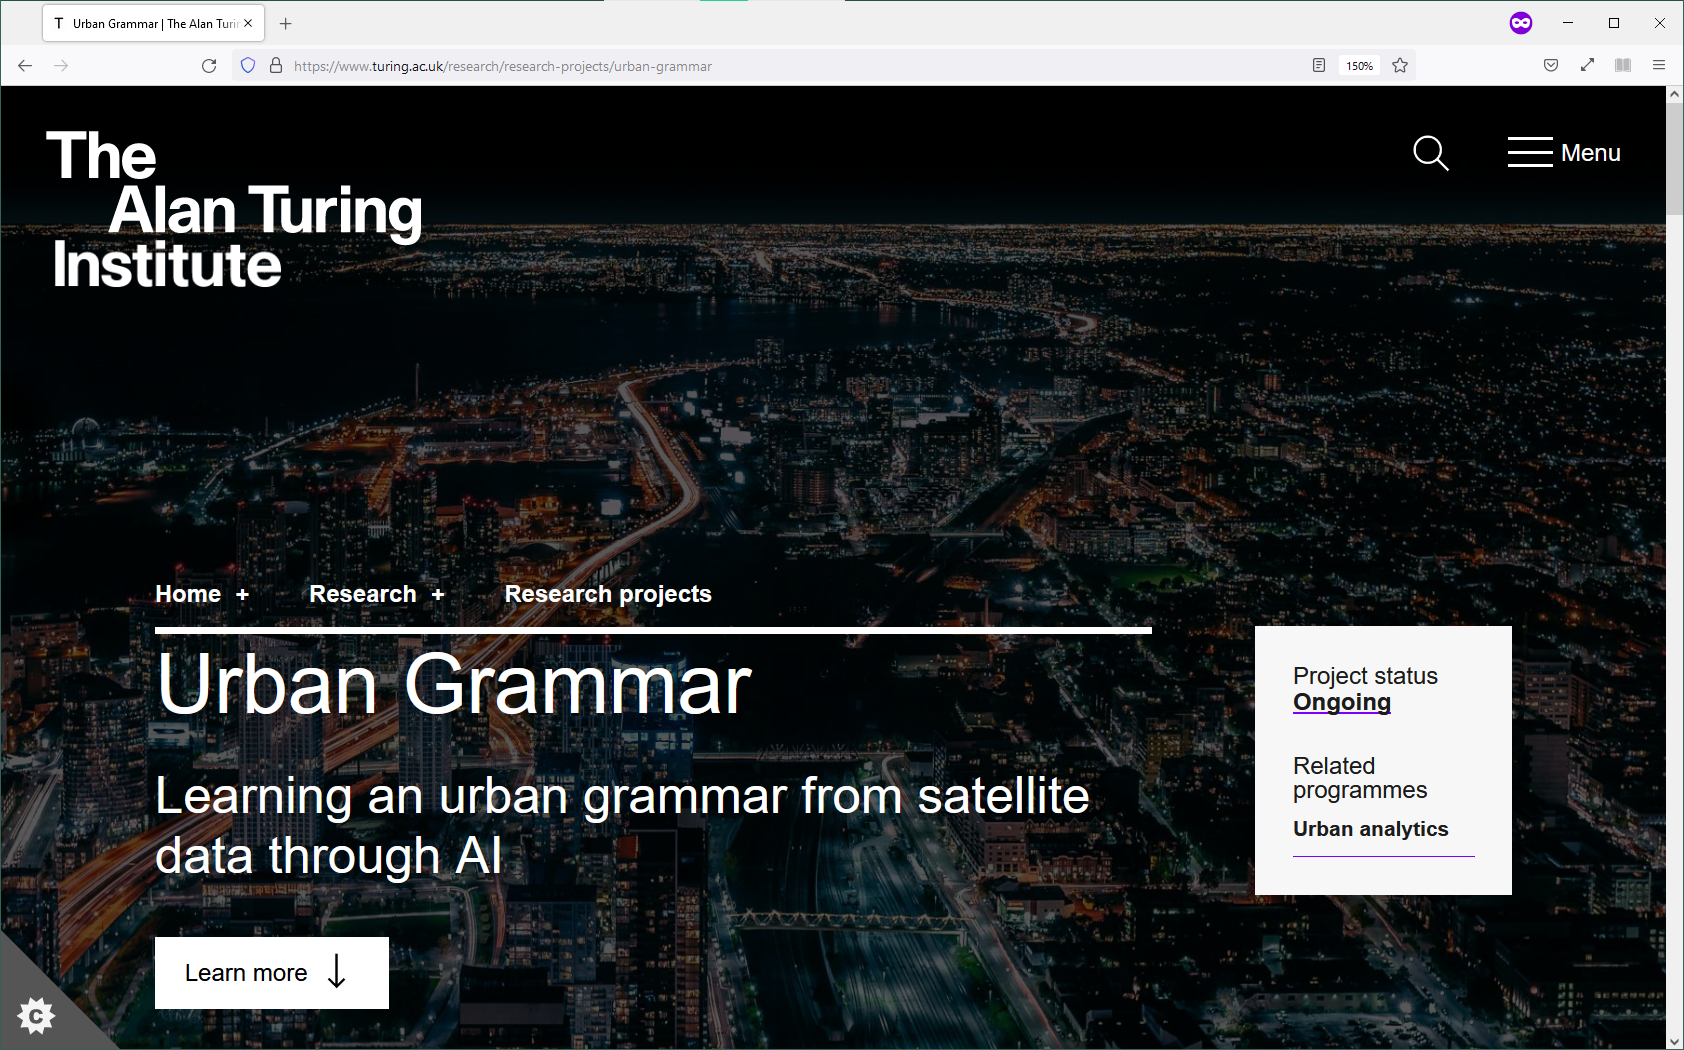 T Urban Grammar | The Alan Turi
https://www.turing.ac.uk/research/research-projects/urban-grammar
150%
The
Alan Turing
Institute
Menu
Home + Research + Research projects
Urban Grammar
Learning an urban grammar from satellite
data through AI
Learn more
Project status
Ongoing
Related
programmes
Urban analytics
C